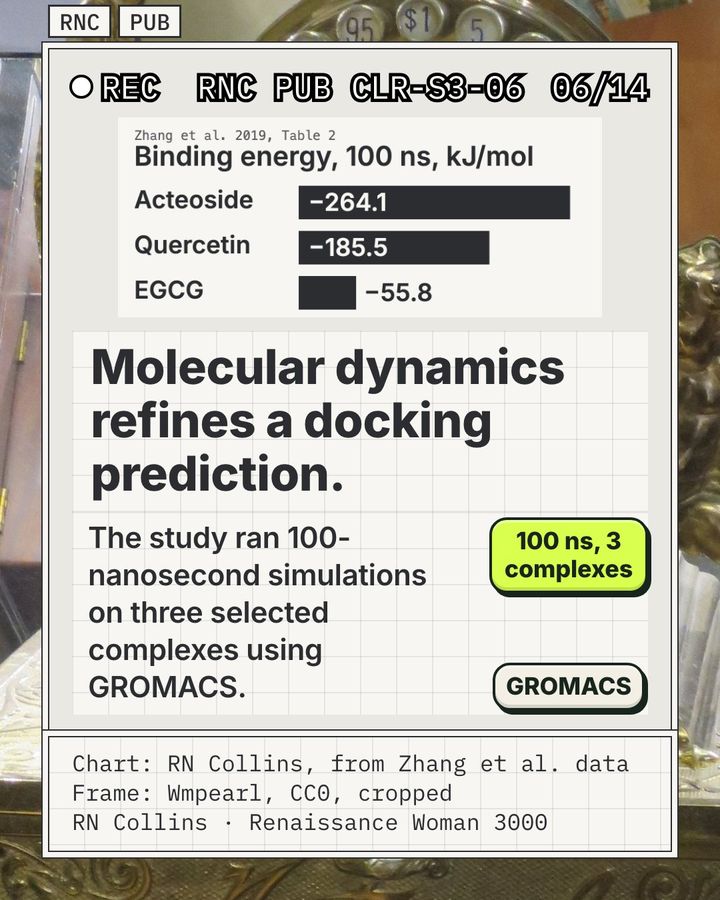 95 $1 5
RNC PUB
REC RNC PUB CLR-S3-06 06/14
Zhang et al. 2019, Table 2
Binding energy, 100 ns, kJ/mol
Acteoside −264.1
Quercetin −185.5
EGCG −55.8
Molecular dynamics
refines a docking
prediction.
The study ran 100-
nanosecond simulations
on three selected
complexes using
GROMACS.
100 ns, 3
complexes
GROMACS
Chart: RN Collins, from Zhang et al. data
Frame: Wmpearl, CC0, cropped
RN Collins · Renaissance Woman 3000